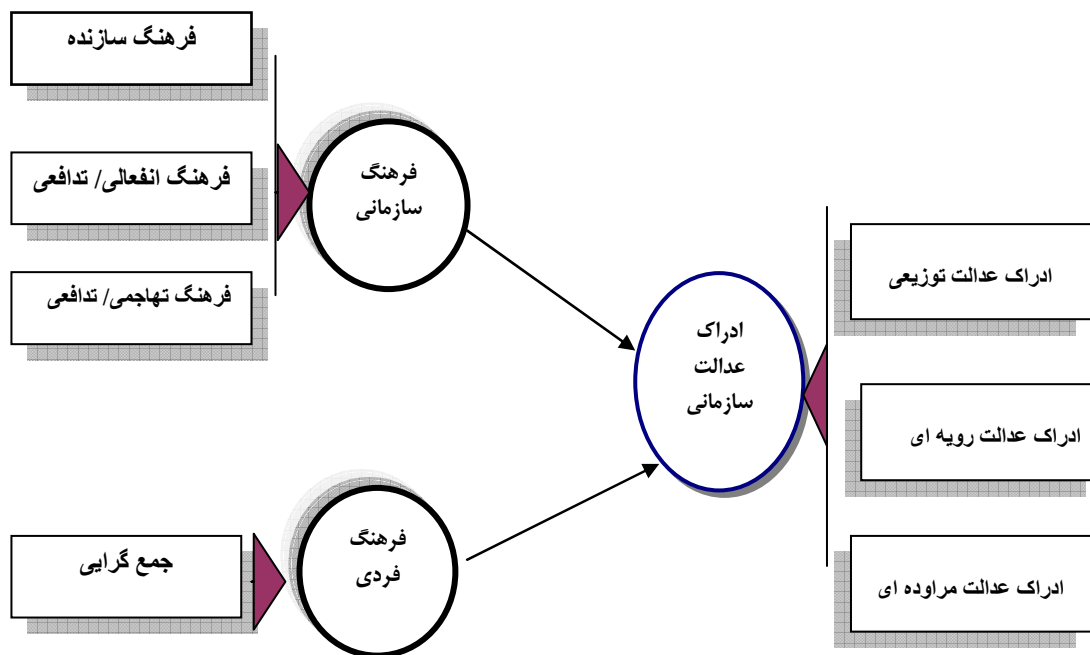 فرهنگ سازنده
فرهنگ انفعالی/ تدافعی
فرهنگ تهاجمی/ تدافعی
فرهنگ
سازمانی
ادراک
عدالت
سازمانی
ادراک عدالت توزیعی
ادراک عدالت رویه ای
ادراک عدالت مراوده ای
جمع گرایی
فرهنگ
فردی